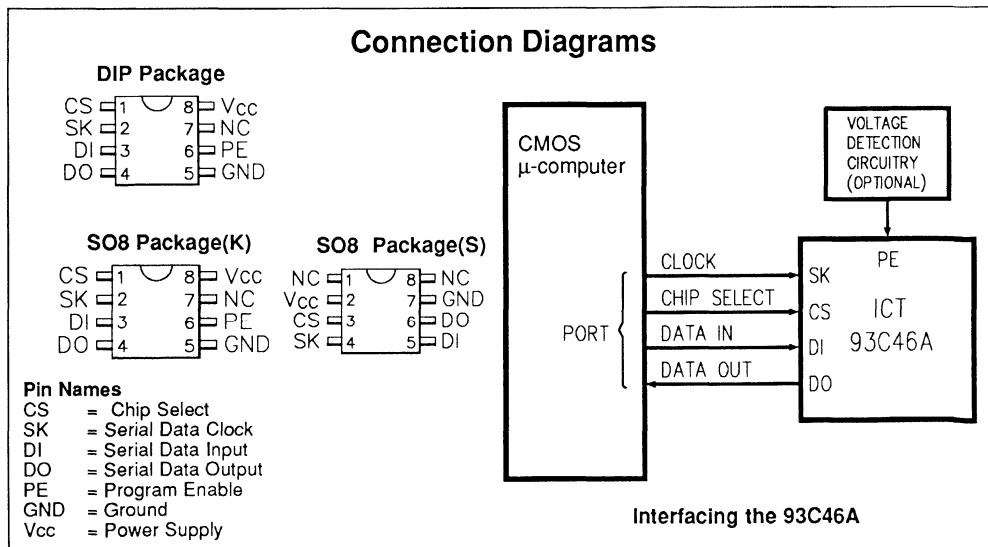 Connection Diagrams
DIP Package
CS 1 8 Vcc
SK 2 7 NC
DI 3 6 PE
DO 4 5 GND
SO8 Package(K)
CS 1 8 Vcc
SK 2 7 NC
DI 3 6 PE
DO 4 5 GND
SO8 Package(S)
NC 1 8 NC
Vcc 2 7 GND
CS 3 6 DO
SK 4 5 DI
Pin Names
CS = Chip Select
SK = Serial Data Clock
DI = Serial Data Input
DO = Serial Data Output
PE = Program Enable
GND = Ground
Vcc = Power Supply
CMOS
μ-computer
PORT
CLOCK
CHIP SELECT
DATA IN
DATA OUT
VOLTAGE
DETECTION
CIRCUITRY
(OPTIONAL)
PE
SK
CS
DI
DO
ICT
93C46A
Interfacing the 93C46A